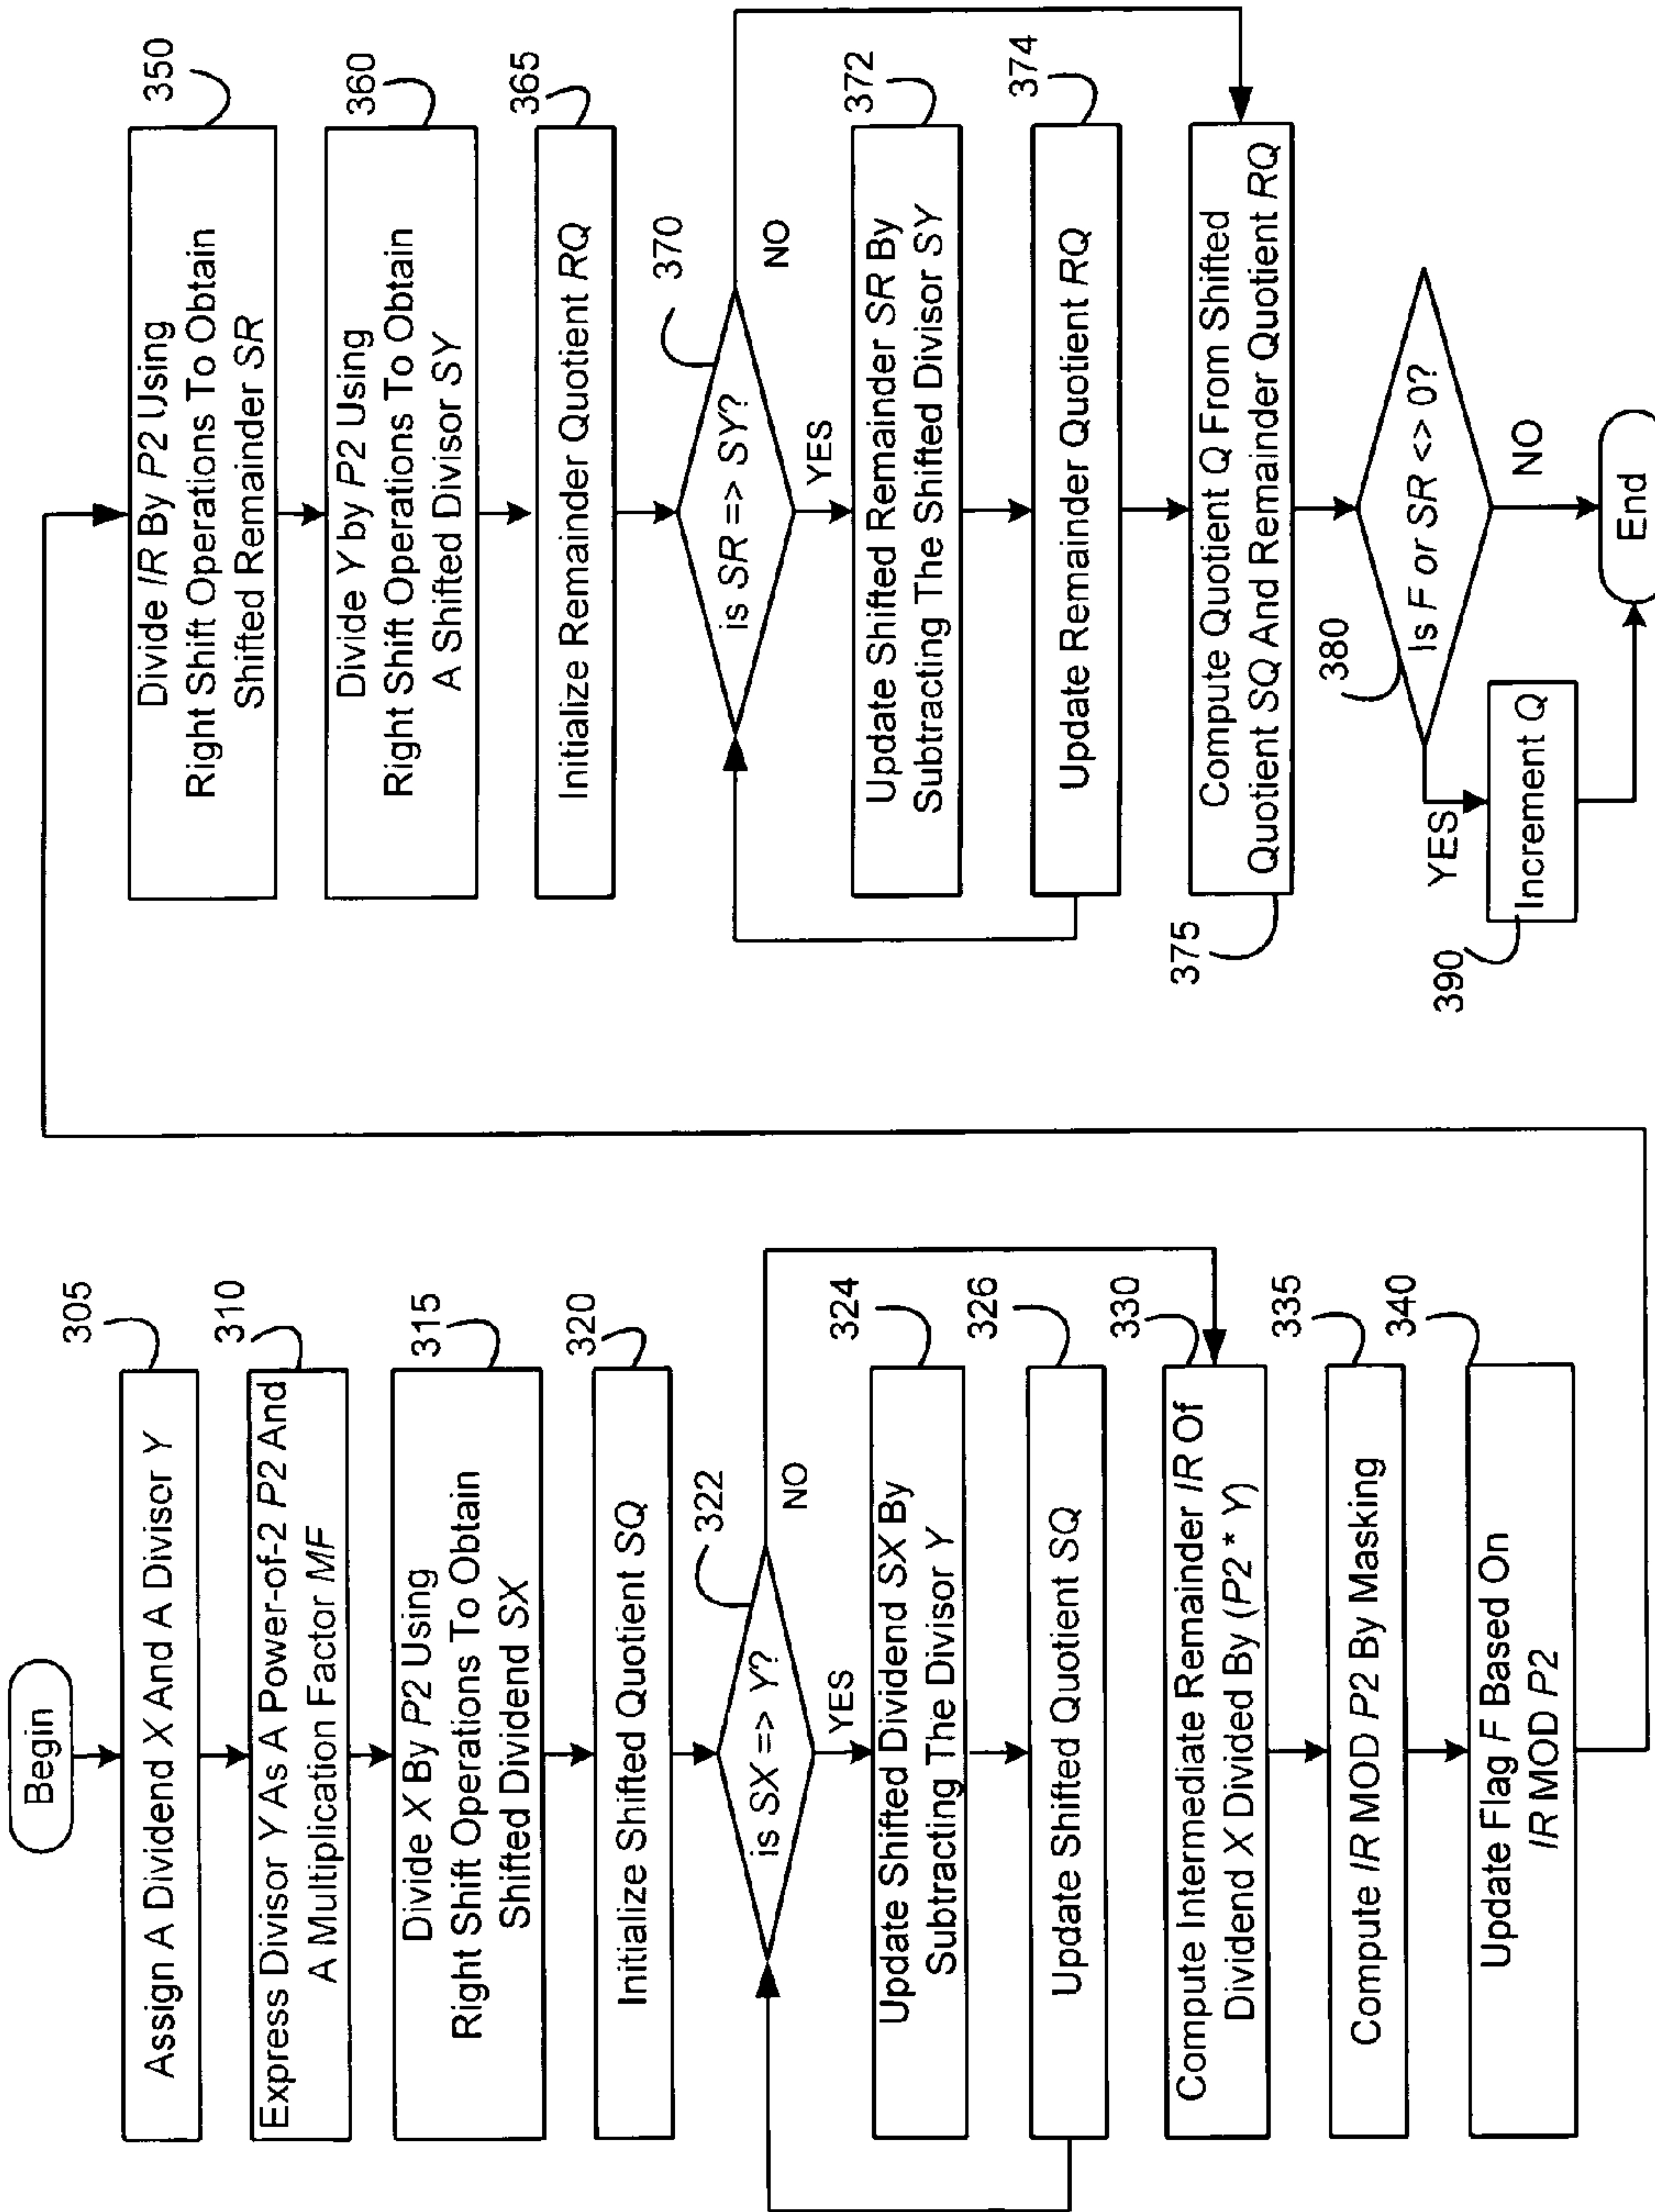 Begin
305
Assign A Dividend X And A Divisor Y
310
Express Divisor Y As A Power-of-2 P2 And
A Multiplication Factor MF
315
Divide X By P2 Using
Right Shift Operations To Obtain
Shifted Dividend SX
320
Initialize Shifted Quotient SQ
322
is SX => Y?
NO
YES
324
Update Shifted Dividend SX By
Subtracting The Divisor Y
326
Update Shifted Quotient SQ
330
Compute Intermediate Remainder IR Of
Dividend X Divided By (P2 * Y)
335
Compute IR MOD P2 By Masking
340
Update Flag F Based On
IR MOD P2
350
Divide IR By P2 Using
Right Shift Operations To Obtain
Shifted Remainder SR
360
Divide Y by P2 Using
Right Shift Operations To Obtain
A Shifted Divisor SY
365
Initialize Remainder Quotient RQ
370
is SR => SY?
NO
YES
372
Update Shifted Remainder SR By
Subtracting The Shifted Divisor SY
374
Update Remainder Quotient RQ
375
Compute Quotient Q From Shifted
Quotient SQ And Remainder Quotient RQ
380
Is F or SR <> 0?
YES
NO
390
Increment Q
End